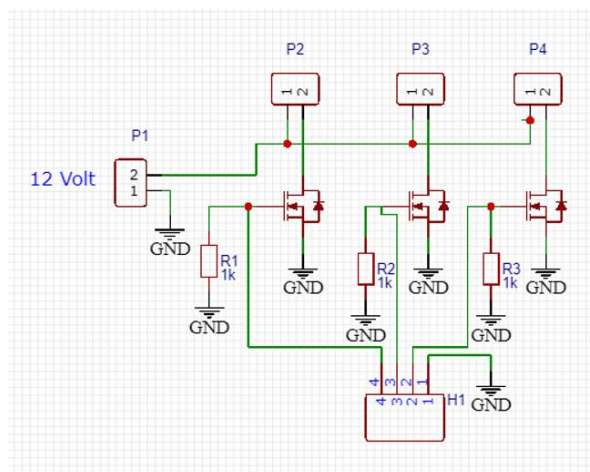 P2
P3
P4
1 2
1 2
1 2
P1
12 Volt
2
1
GND
R1
1k
R2
1k
R3
1k
GND
GND
GND
GND
GND
GND
4 3 2 1
4 3 2 1
H1
GND